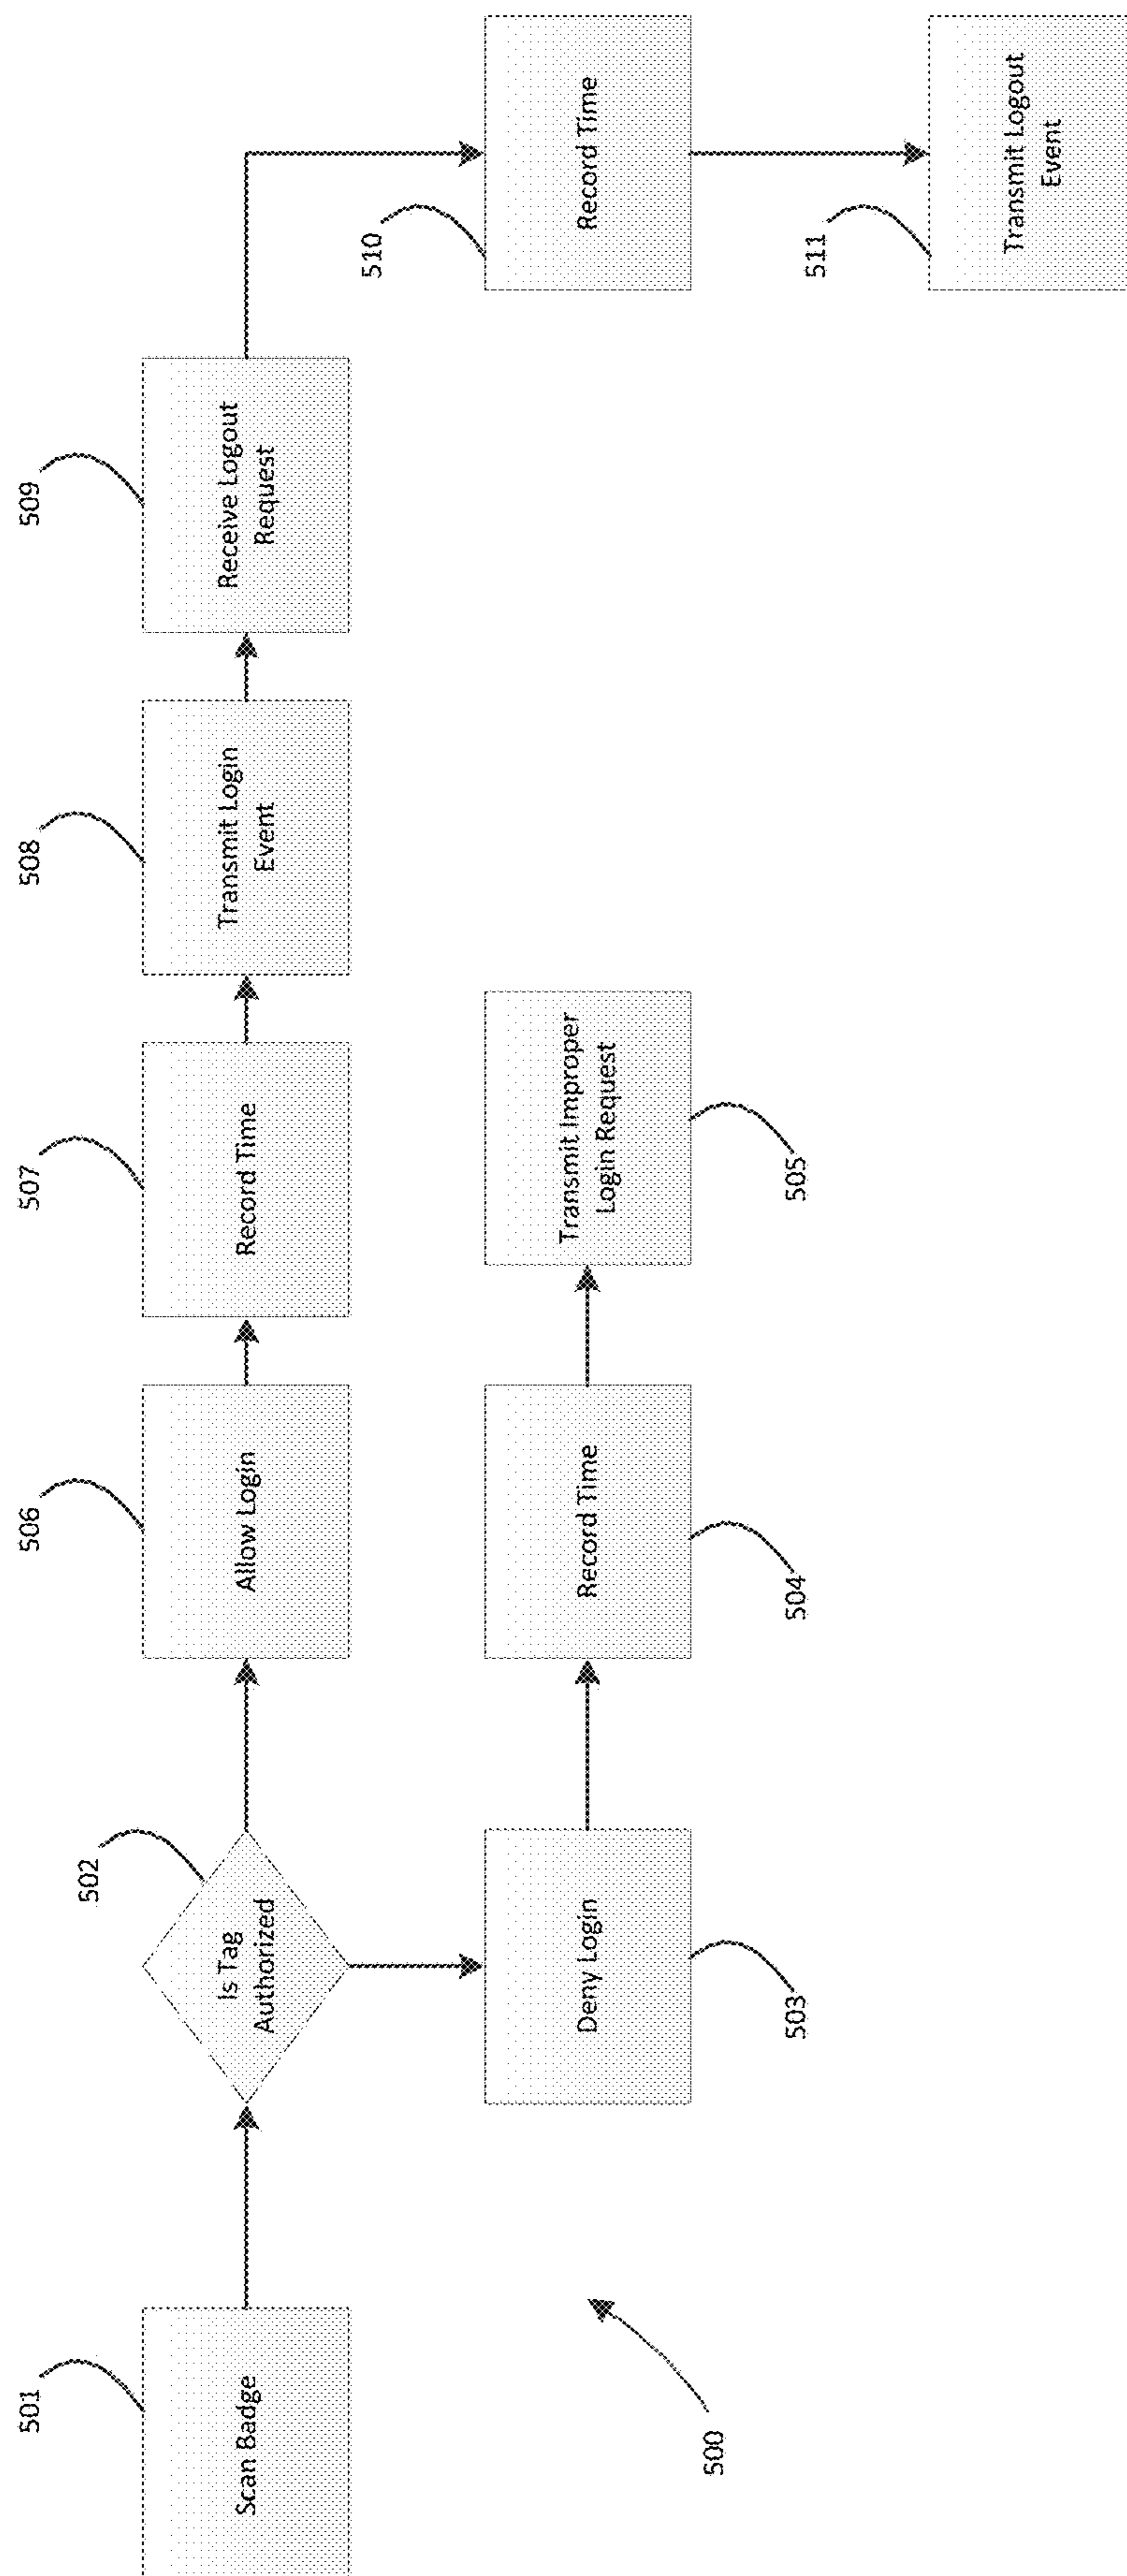 501
Scan Badge
502
Is Tag
Authorized
506
Allow Login
507
Record Time
508
Transmit Login
Event
509
Receive Logout
Request
503
Deny Login
504
Record Time
505
Transmit Improper
Login Request
510
Record Time
511
Transmit Logout
Event
500